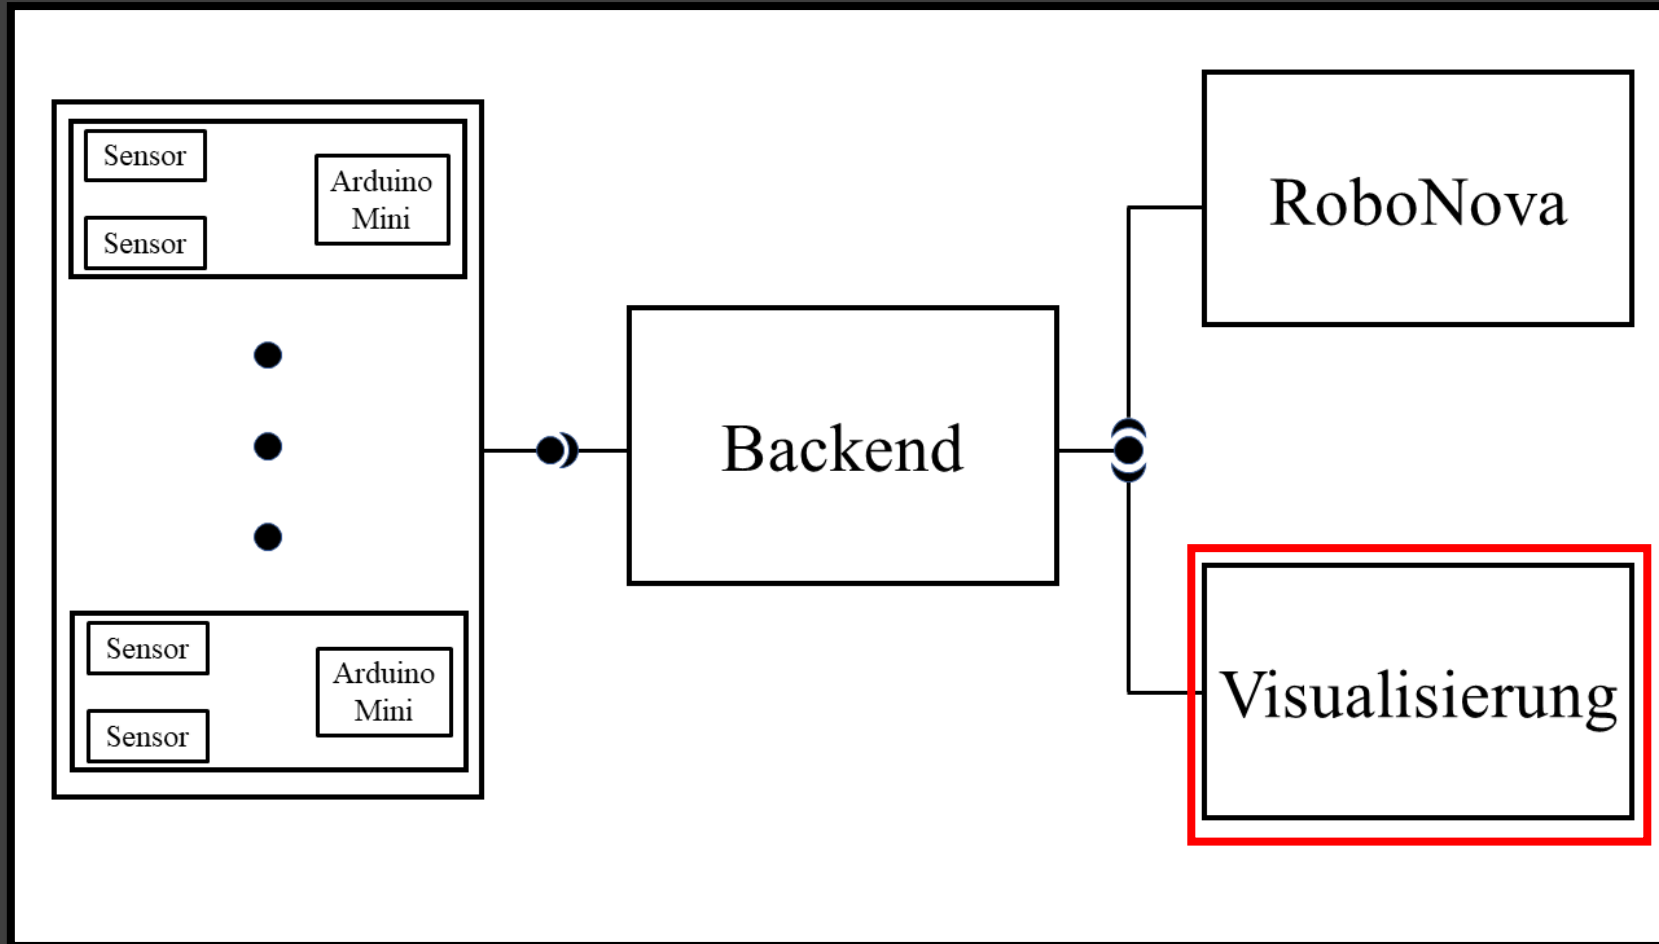 Sensor
Arduino
Mini
Sensor
Sensor
Arduino
Mini
Sensor
Backend
RoboNova
Visualisierung